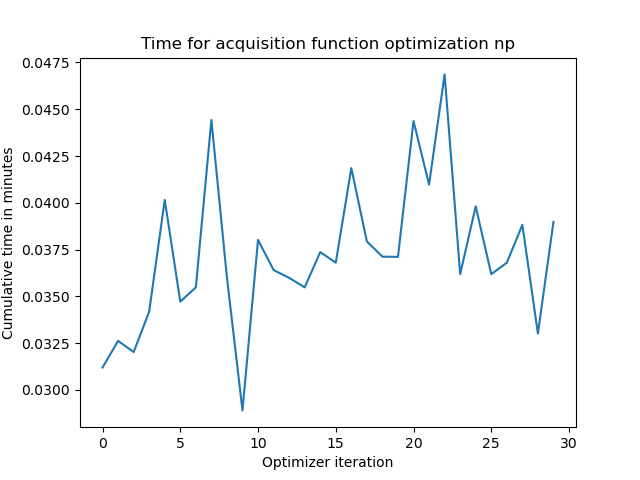 Time for acquisition function optimization np
Cumulative time in minutes
0.0475
0.0450
0.0425
0.0400
0.0375
0.0350
0.0325
0.0300
0 5 10 15 20 25 30
Optimizer iteration